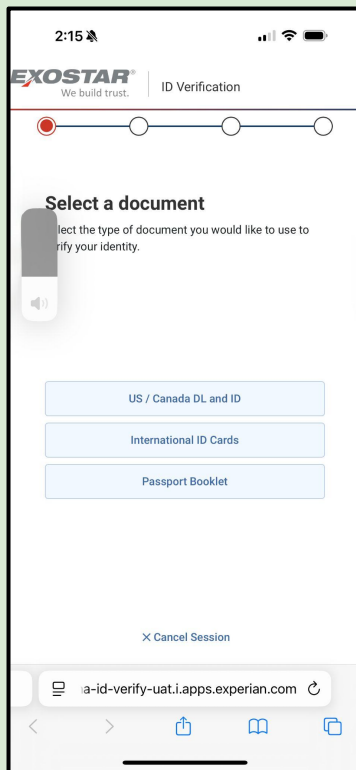 2:15
EXOSTAR®
We build trust.
ID Verification
Select a document
lect the type of document you would like to use to
rify your identity.
US / Canada DL and ID
International ID Cards
Passport Booklet
× Cancel Session
a-id-verify-uat.i.apps.experian.com